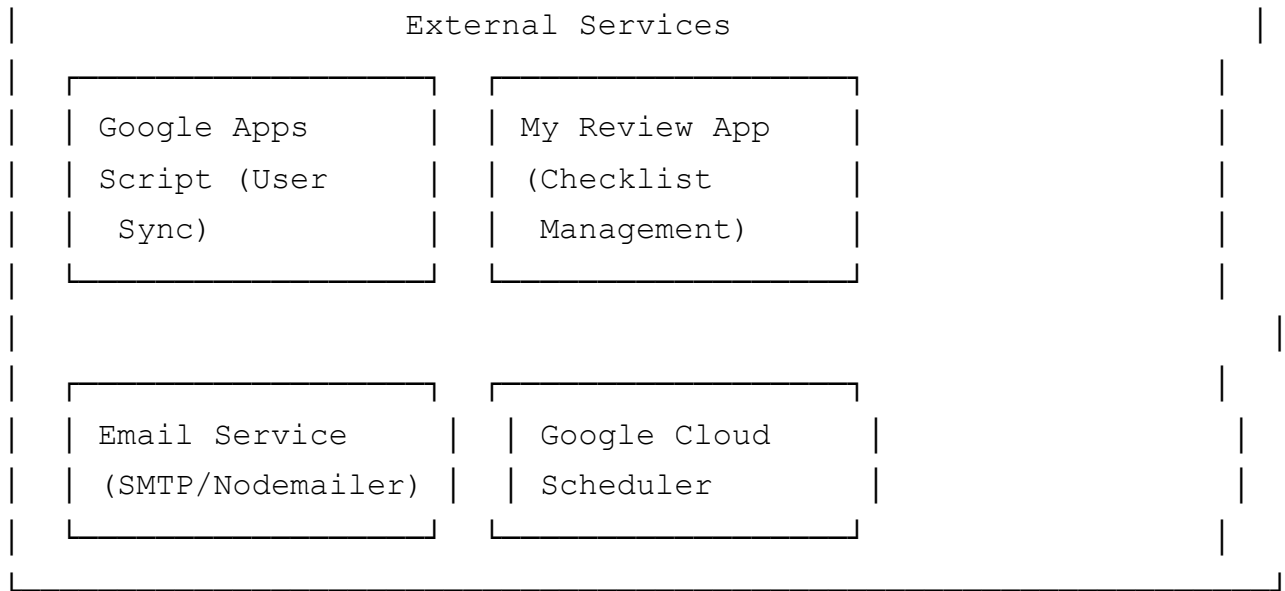 External Services
Google Apps
Script (User
Sync)
My Review App
(Checklist
Management)
Email Service
(SMTP/Nodemailer)
Google Cloud
Scheduler